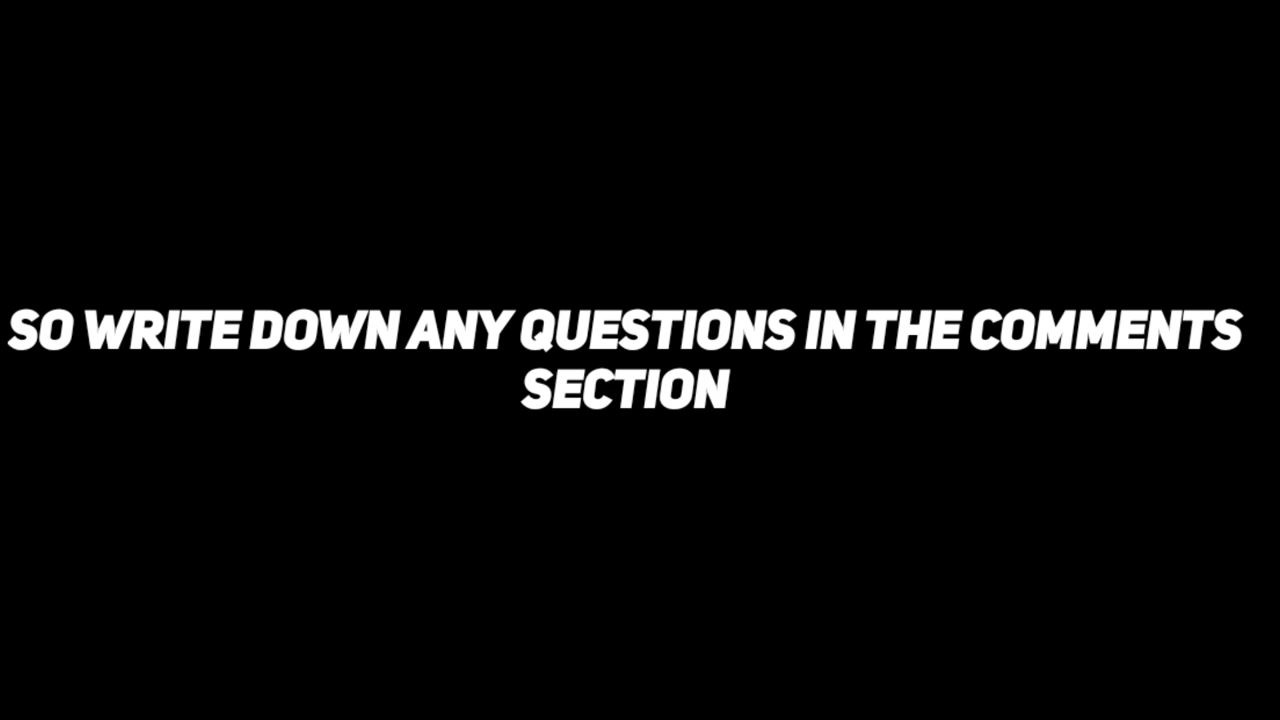 SO WRITE DOWN ANY QUESTIONS IN THE COMMENTS
SECTION